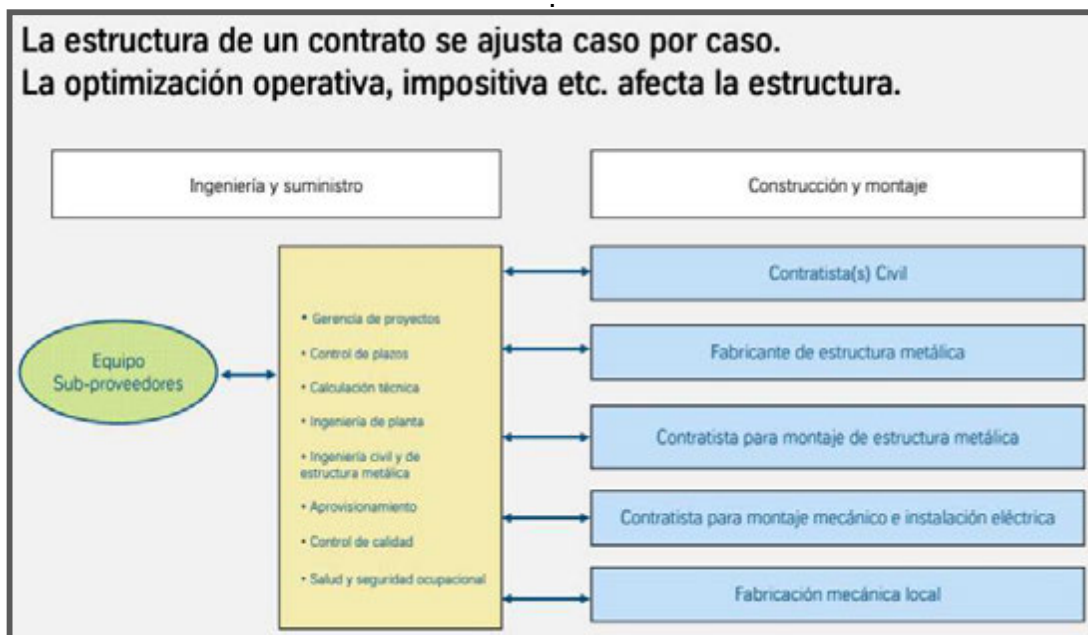 La estructura de un contrato se ajusta caso por caso.
La optimización operativa, impositiva etc. afecta la estructura.
Ingeniería y suministro
Construcción y montaje
Equipo
Sub-proveedores
• Gerencia de proyectos
• Control de plazos
• Calculación técnica
• Ingeniería de planta
• Ingeniería civil y de
estructura metálica
• Aprovisionamiento
• Control de calidad
• Salud y seguridad ocupacional
Contratista(s) Civil
Fabricante de estructura metálica
Contratista para montaje de estructura metálica
Contratista para montaje mecánico e instalación eléctrica
Fabricación mecánica local